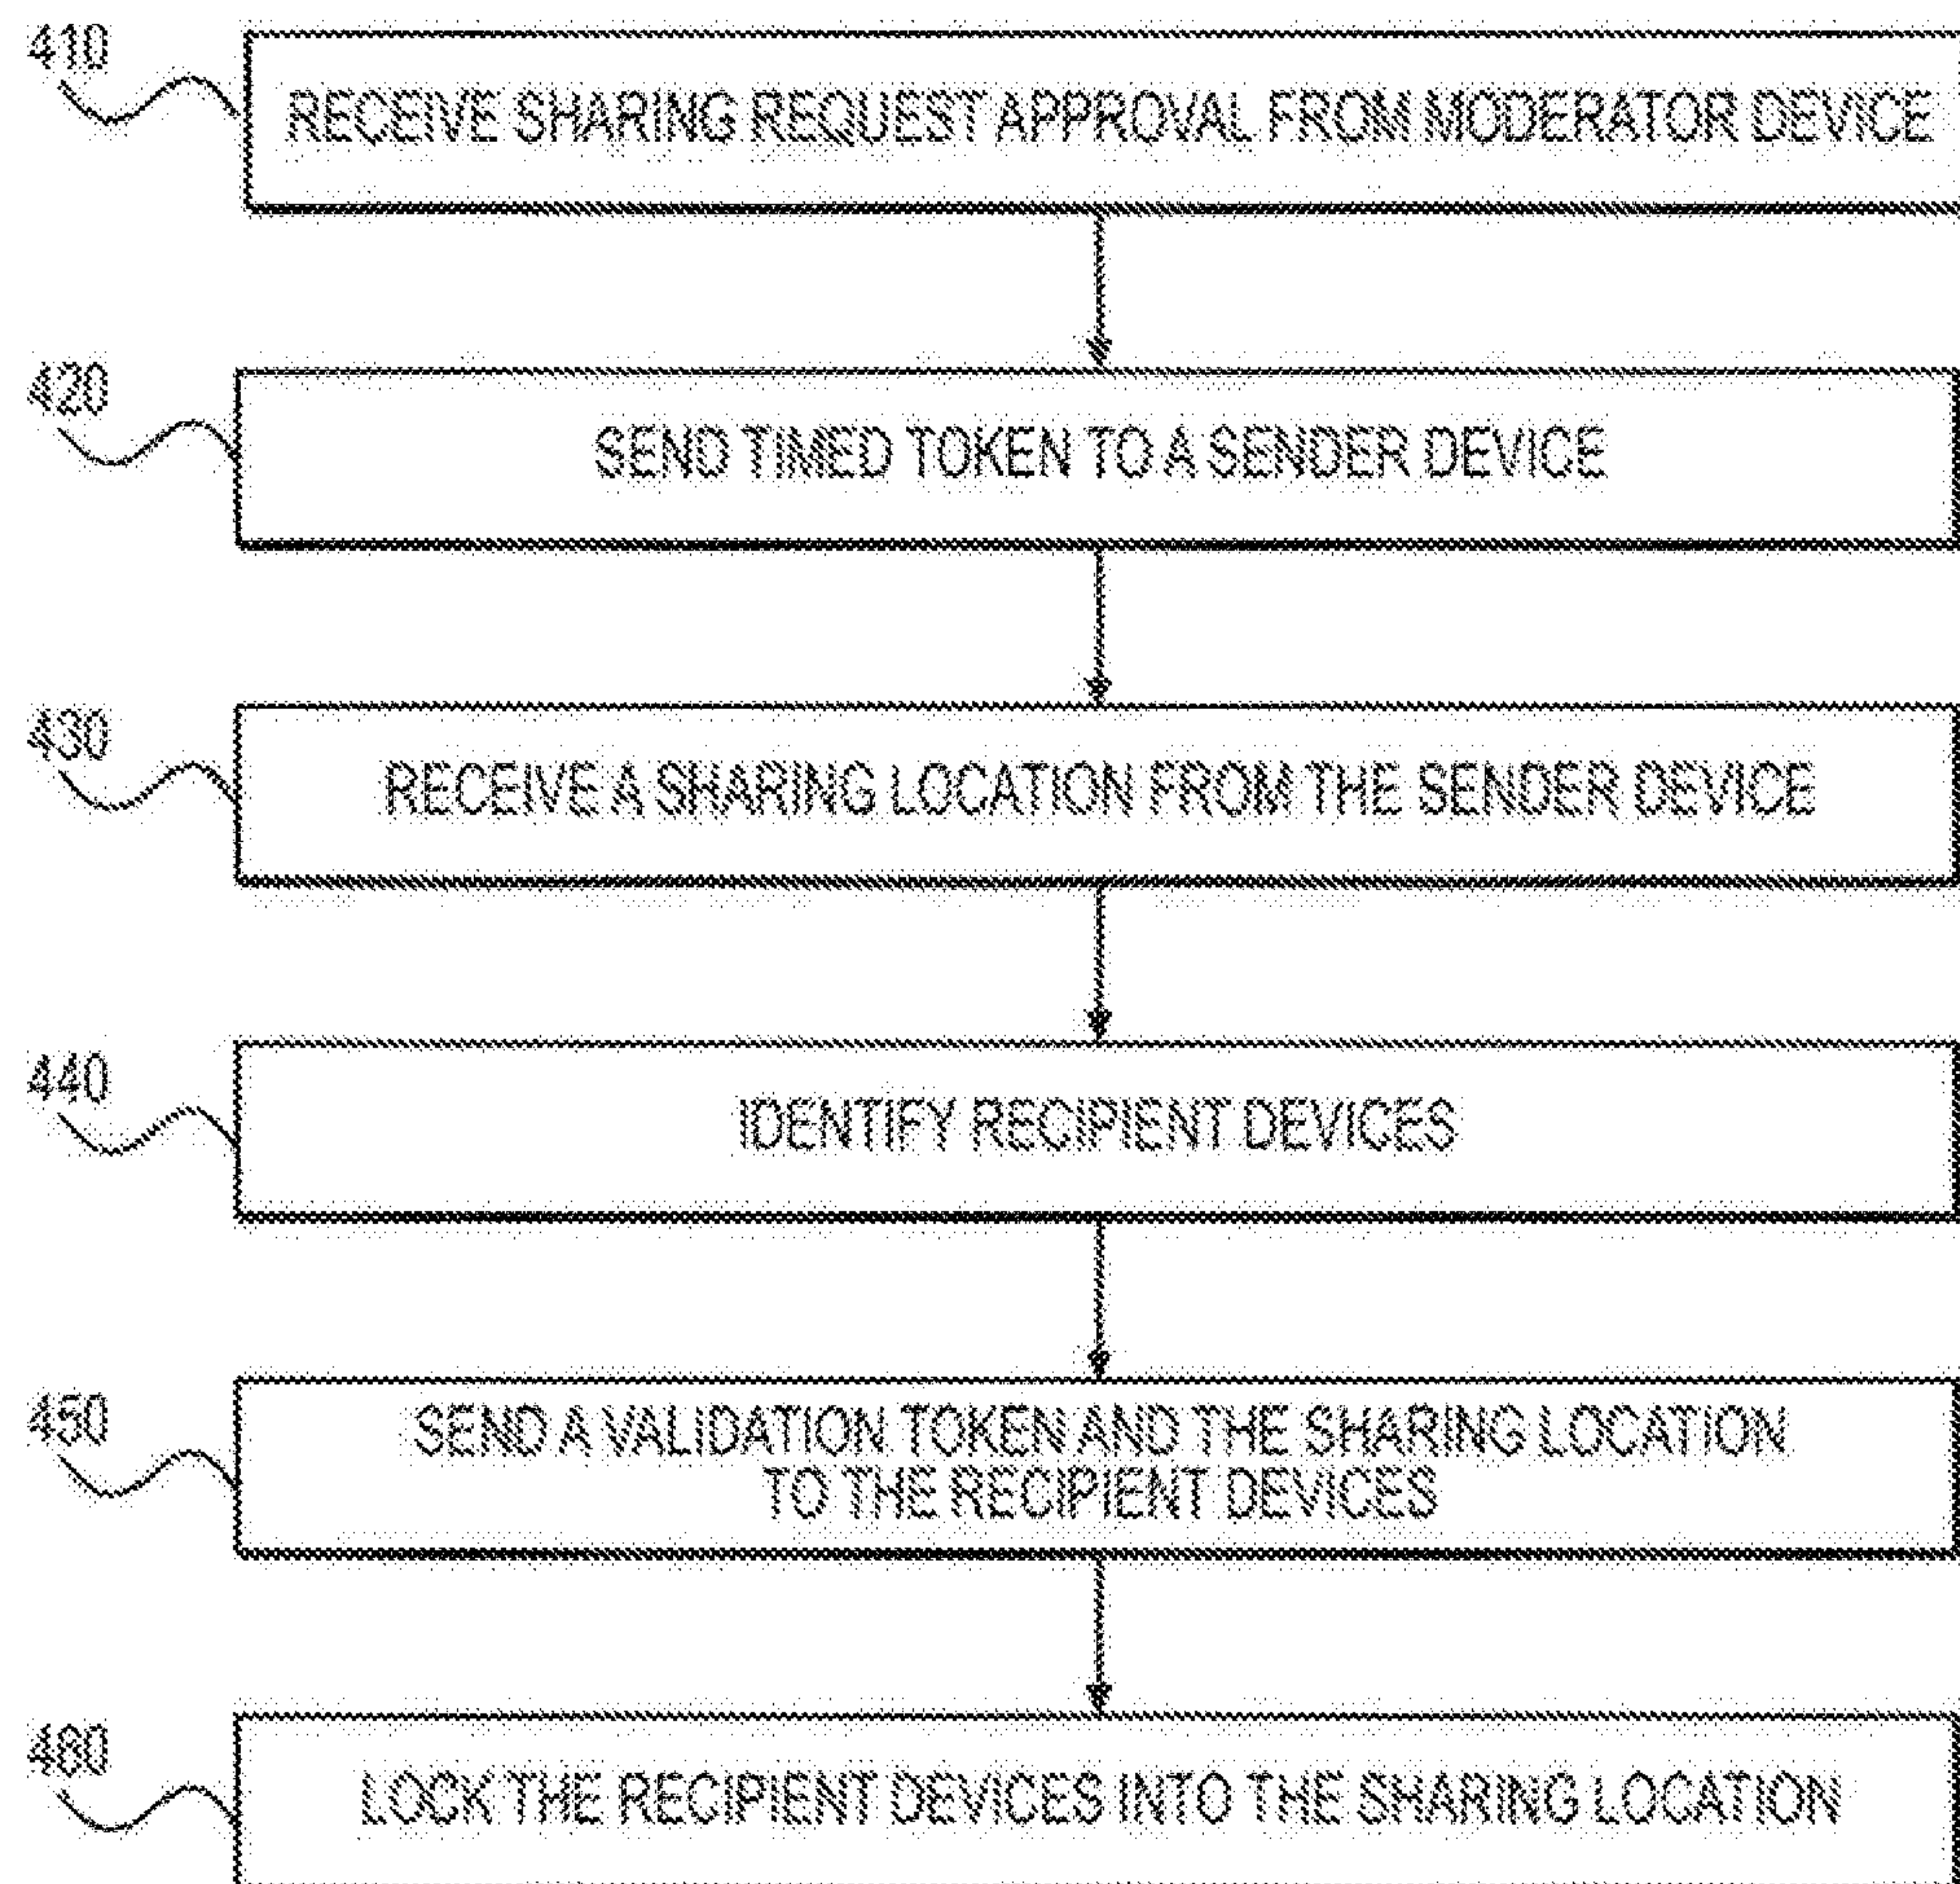 410
RECEIVE SHARING REQUEST APPROVAL FROM MODERATOR DEVICE
420
SEND TIMED TOKEN TO A SENDER DEVICE
430
RECEIVE A SHARING LOCATION FROM THE SENDER DEVICE
440
IDENTIFY RECIPIENT DEVICES
450
SEND A VALIDATION TOKEN AND THE SHARING LOCATION
TO THE RECIPIENT DEVICES
460
LOCK THE RECIPIENT DEVICES INTO THE SHARING LOCATION